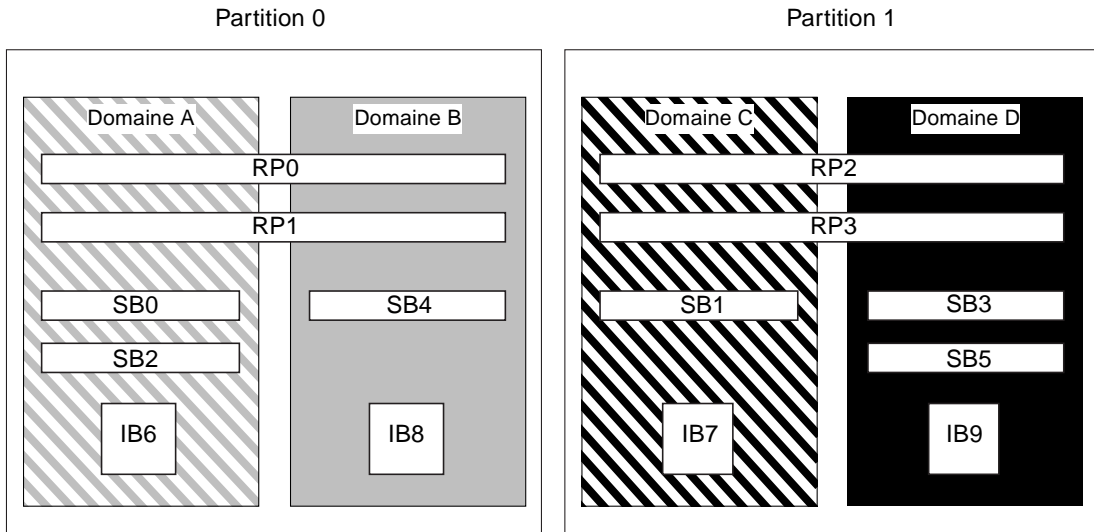 Partition 0
Partition 1
Domaine A
Domaine B
Domaine C
Domaine D
RP0
RP2
RP1
RP3
SB0
SB4
SB1
SB3
SB2
SB5
IB6
IB8
IB7
IB9